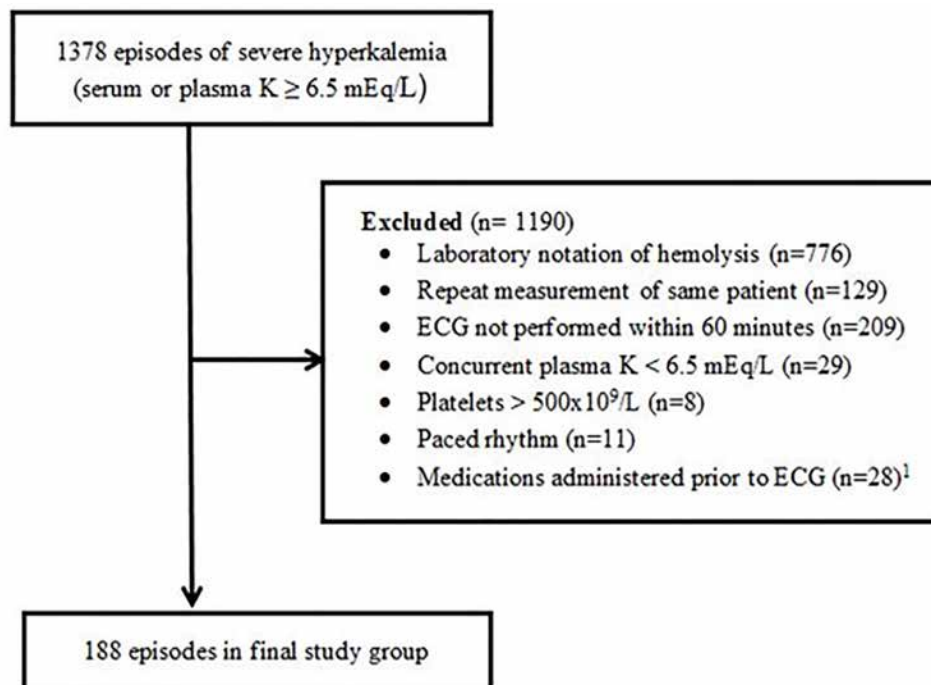 1378 episodes of severe hyperkalemia
(serum or plasma K ≥ 6.5 mEq/L)
Excluded (n= 1190)
• Laboratory notation of hemolysis (n=776)
• Repeat measurement of same patient (n=129)
• ECG not performed within 60 minutes (n=209)
• Concurrent plasma K < 6.5 mEq/L (n=29)
• Platelets > 500x10⁹/L (n=8)
• Paced rhythm (n=11)
• Medications administered prior to ECG (n=28)¹
188 episodes in final study group